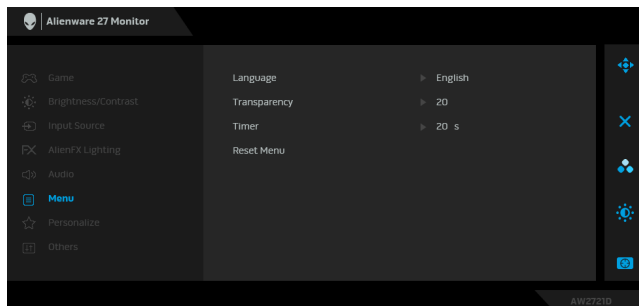 Alienware 27 Monitor
Game
Brightness/Contrast
Input Source
AlienFX Lighting
Audio
Menu
Personalize
Others
Language English
Transparency 20
Timer 20 s
Reset Menu
AW2721D